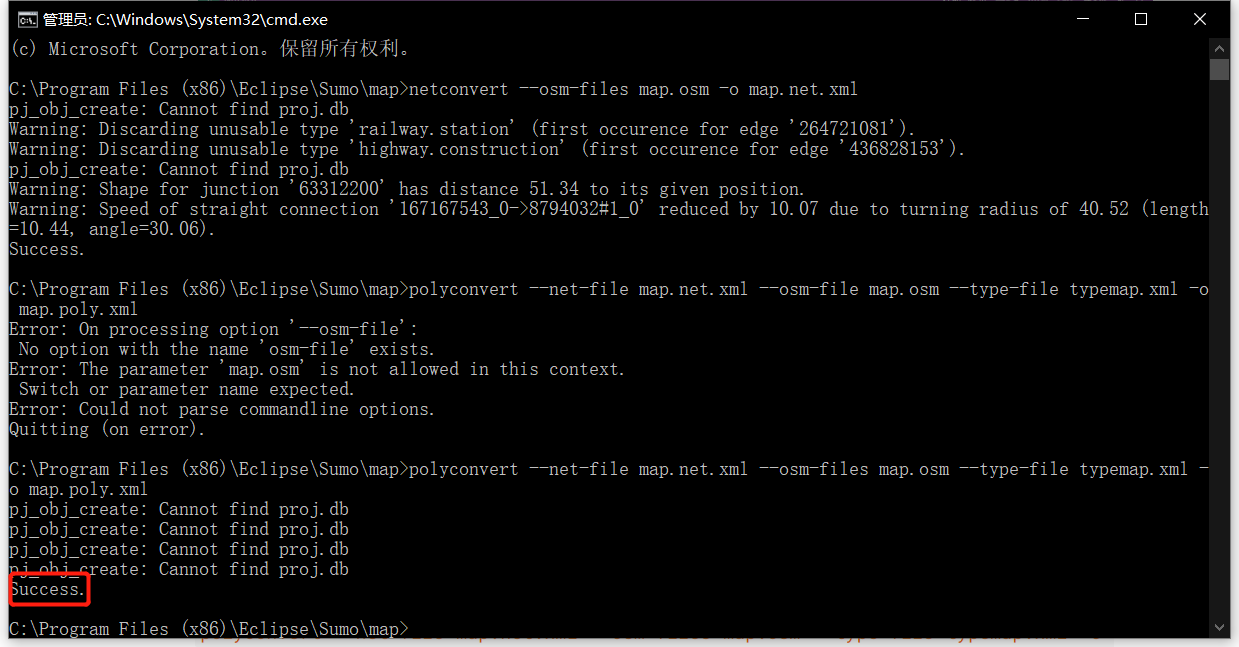 管理员: C:\Windows\System32\cmd.exe
(c) Microsoft Corporation。保留所有权利。
C:\Program Files (x86)\Eclipse\Sumo\map>netconvert --osm-files map.osm -o map.net.xml
pj_obj_create: Cannot find proj.db
Warning: Discarding unusable type 'railway.station' (first occurence for edge '264721081').
Warning: Discarding unusable type 'highway.construction' (first occurence for edge '436828153').
pj_obj_create: Cannot find proj.db
Warning: Shape for junction '63312200' has distance 51.34 to its given position.
Warning: Speed of straight connection '167167543_0->8794032#1_0' reduced by 10.07 due to turning radius of 40.52 (length
=10.44, angle=30.06).
Success.
C:\Program Files (x86)\Eclipse\Sumo\map>polyconvert --net-file map.net.xml --osm-file map.osm --type-file typemap.xml -o
map.poly.xml
Error: On processing option '--osm-file':
No option with the name 'osm-file' exists.
Error: The parameter 'map.osm' is not allowed in this context.
Switch or parameter name expected.
Error: Could not parse commandline options.
Quitting (on error).
C:\Program Files (x86)\Eclipse\Sumo\map>polyconvert --net-file map.net.xml --osm-files map.osm --type-file typemap.xml -
o map.poly.xml
pj_obj_create: Cannot find proj.db
pj_obj_create: Cannot find proj.db
pj_obj_create: Cannot find proj.db
pj_obj_create: Cannot find proj.db
Success.
C:\Program Files (x86)\Eclipse\Sumo\map>